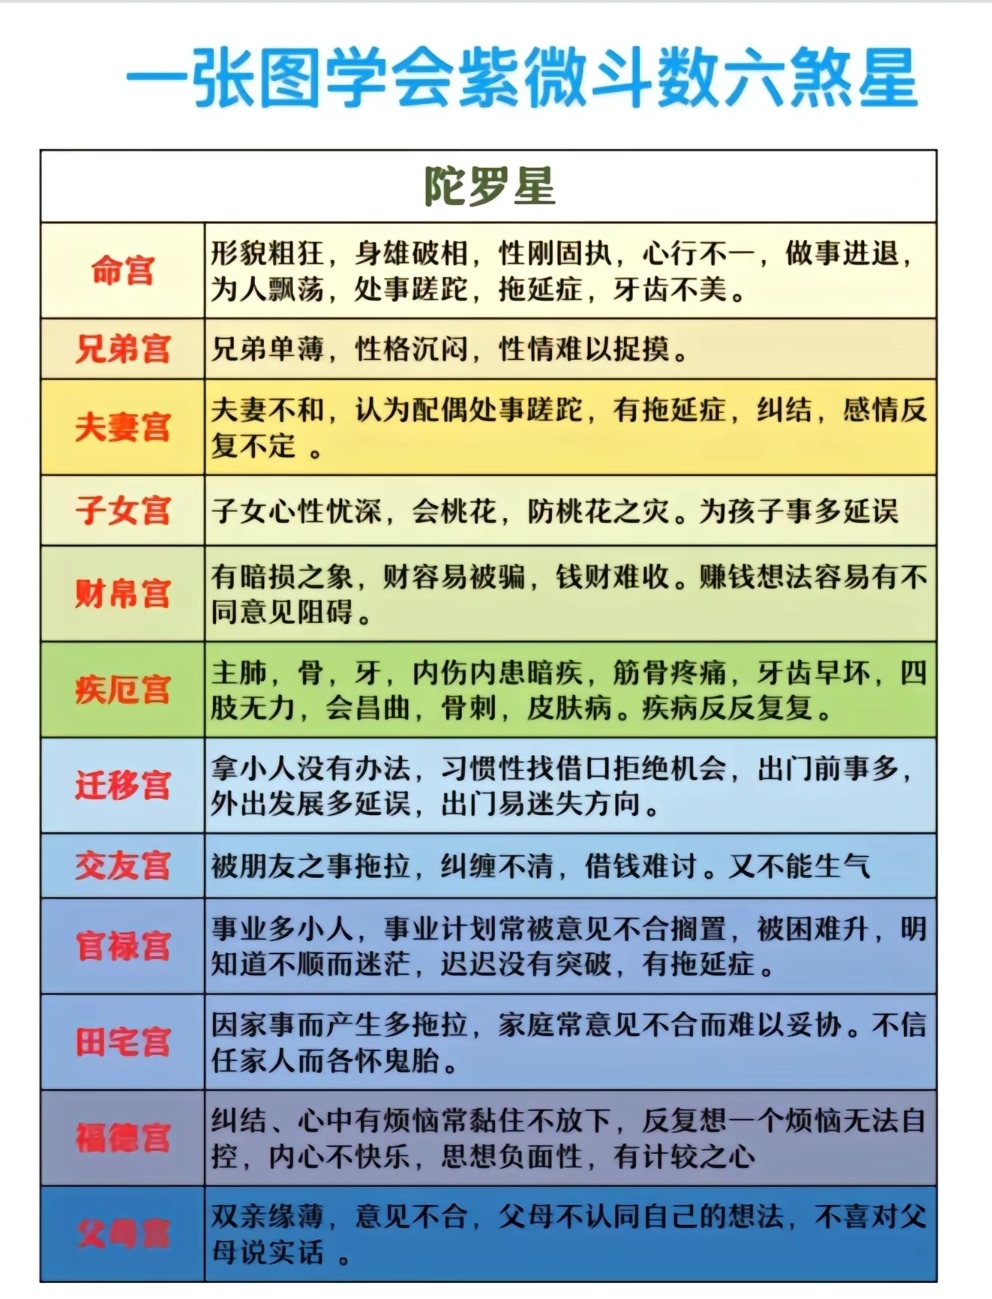 一张图学会紫微斗数六煞星
陀罗星
命宫
形貌粗狂，身雄破相，性刚固执，心行不一，做事进退，
为人飘荡，处事蹉跎，拖延症，牙齿不美。
兄弟宫
兄弟单薄，性格沉闷，性情难以捉摸。
夫妻宫
夫妻不和，认为配偶处事蹉跎，有拖延症，纠结，感情反
复不定 。
子女宫
子女心性忧深，会桃花，防桃花之灾。为孩子事多延误
财帛宫
有暗损之象，财容易被骗，钱财难收。赚钱想法容易有不
同意见阻碍。
疾厄宫
主肺，骨，牙，内伤内患暗疾，筋骨疼痛，牙齿早坏，四
肢无力，会昌曲，骨刺，皮肤病。疾病反反复复。
迁移宫
拿小人没有办法，习惯性找借口拒绝机会，出门前事多，
外出发展多延误，出门易迷失方向。
交友宫
被朋友之事拖拉，纠缠不清，借钱难讨。又不能生气
官禄宫
事业多小人，事业计划常被意见不合搁置，被困难升，明
知道不顺而迷茫，迟迟没有突破，有拖延症。
田宅宫
因家事而产生多拖拉，家庭常意见不合而难以妥协。不信
任家人而各怀鬼胎。
福德宫
纠结、心中有烦恼常黏住不放下，反复想一个烦恼无法自
控，内心不快乐，思想负面性，有计较之心
父母宫
双亲缘薄，意见不合，父母不认同自己的想法，不喜对父
母说实话 。